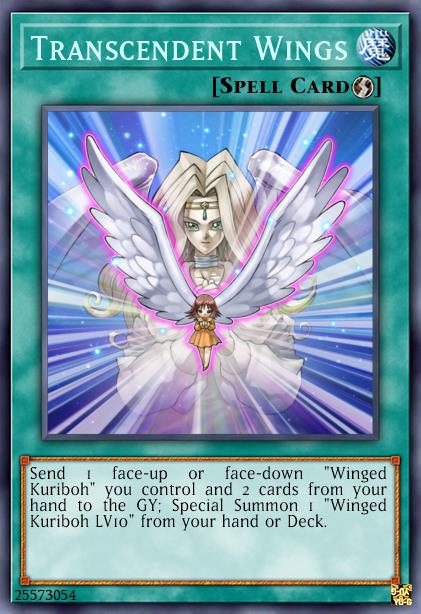 Transcendent Wings
魔
[Spell Card]
Send 1 face-up or face-down "Winged
Kuriboh" you control and 2 cards from your
hand to the GY; Special Summon 1 "Winged
Kuriboh LV10" from your hand or Deck.
25573054